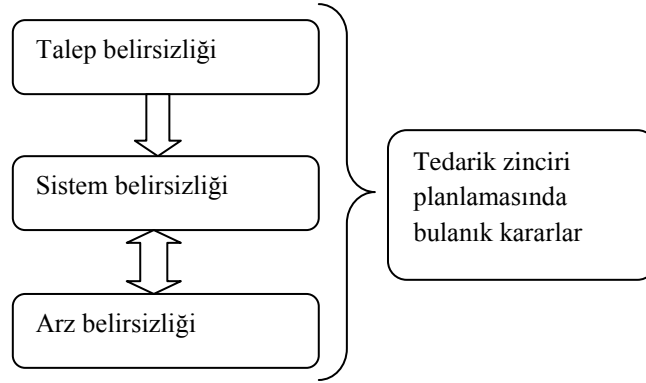 Talep belirsizliği
Sistem belirsizliği
Arz belirsizliği
Tedarik zinciri
planlamasında
bulanık kararlar